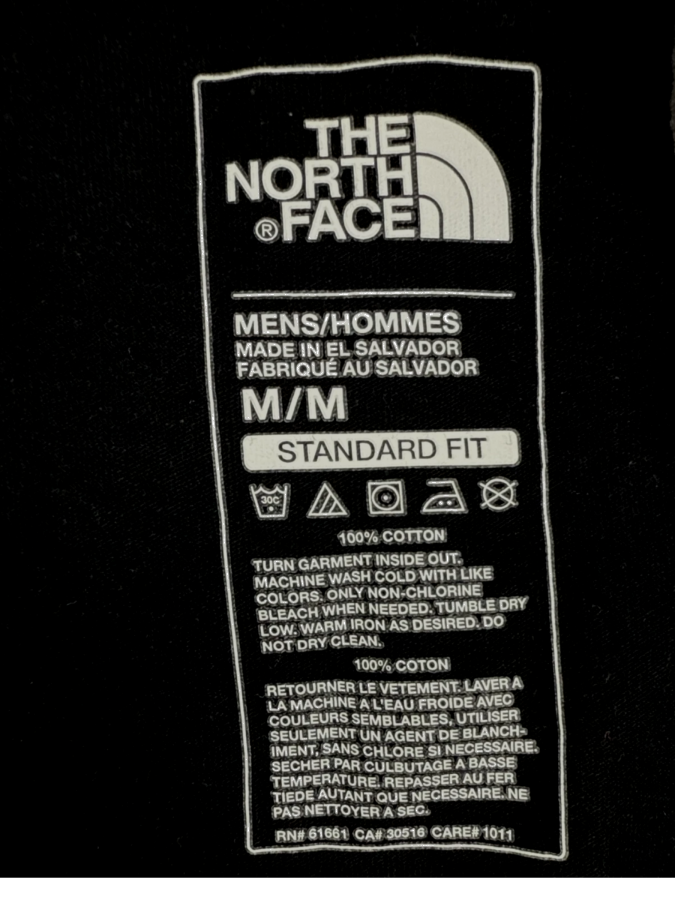 THE
NORTH
®FACE
MENS/HOMMES
MADE IN EL SALVADOR
FABRIQUÉ AU SALVADOR
M/M
STANDARD FIT
30C
100% COTTON
TURN GARMENT INSIDE OUT.
MACHINE WASH COLD WITH LIKE
COLORS. ONLY NON-CHLORINE
BLEACH WHEN NEEDED. TUMBLE DRY
LOW. WARM IRON AS DESIRED. DO
NOT DRY CLEAN.
100% COTON
RETOURNER LE VETEMENT. LAVER A
LA MACHINE A L'EAU FROIDE AVEC
COULEURS SEMBLABLES, UTILISER
SEULEMENT UN AGENT DE BLANCH-
IMENT, SANS CHLORE SI NECESSAIRE.
SECHER PAR CULBUTAGE A BASSE
TEMPERATURE. REPASSER AU FER
TIEDE AUTANT QUE NECESSAIRE. NE
PAS NETTOYER A SEC.
RN# 61661 CA# 30516 CARE# 1011